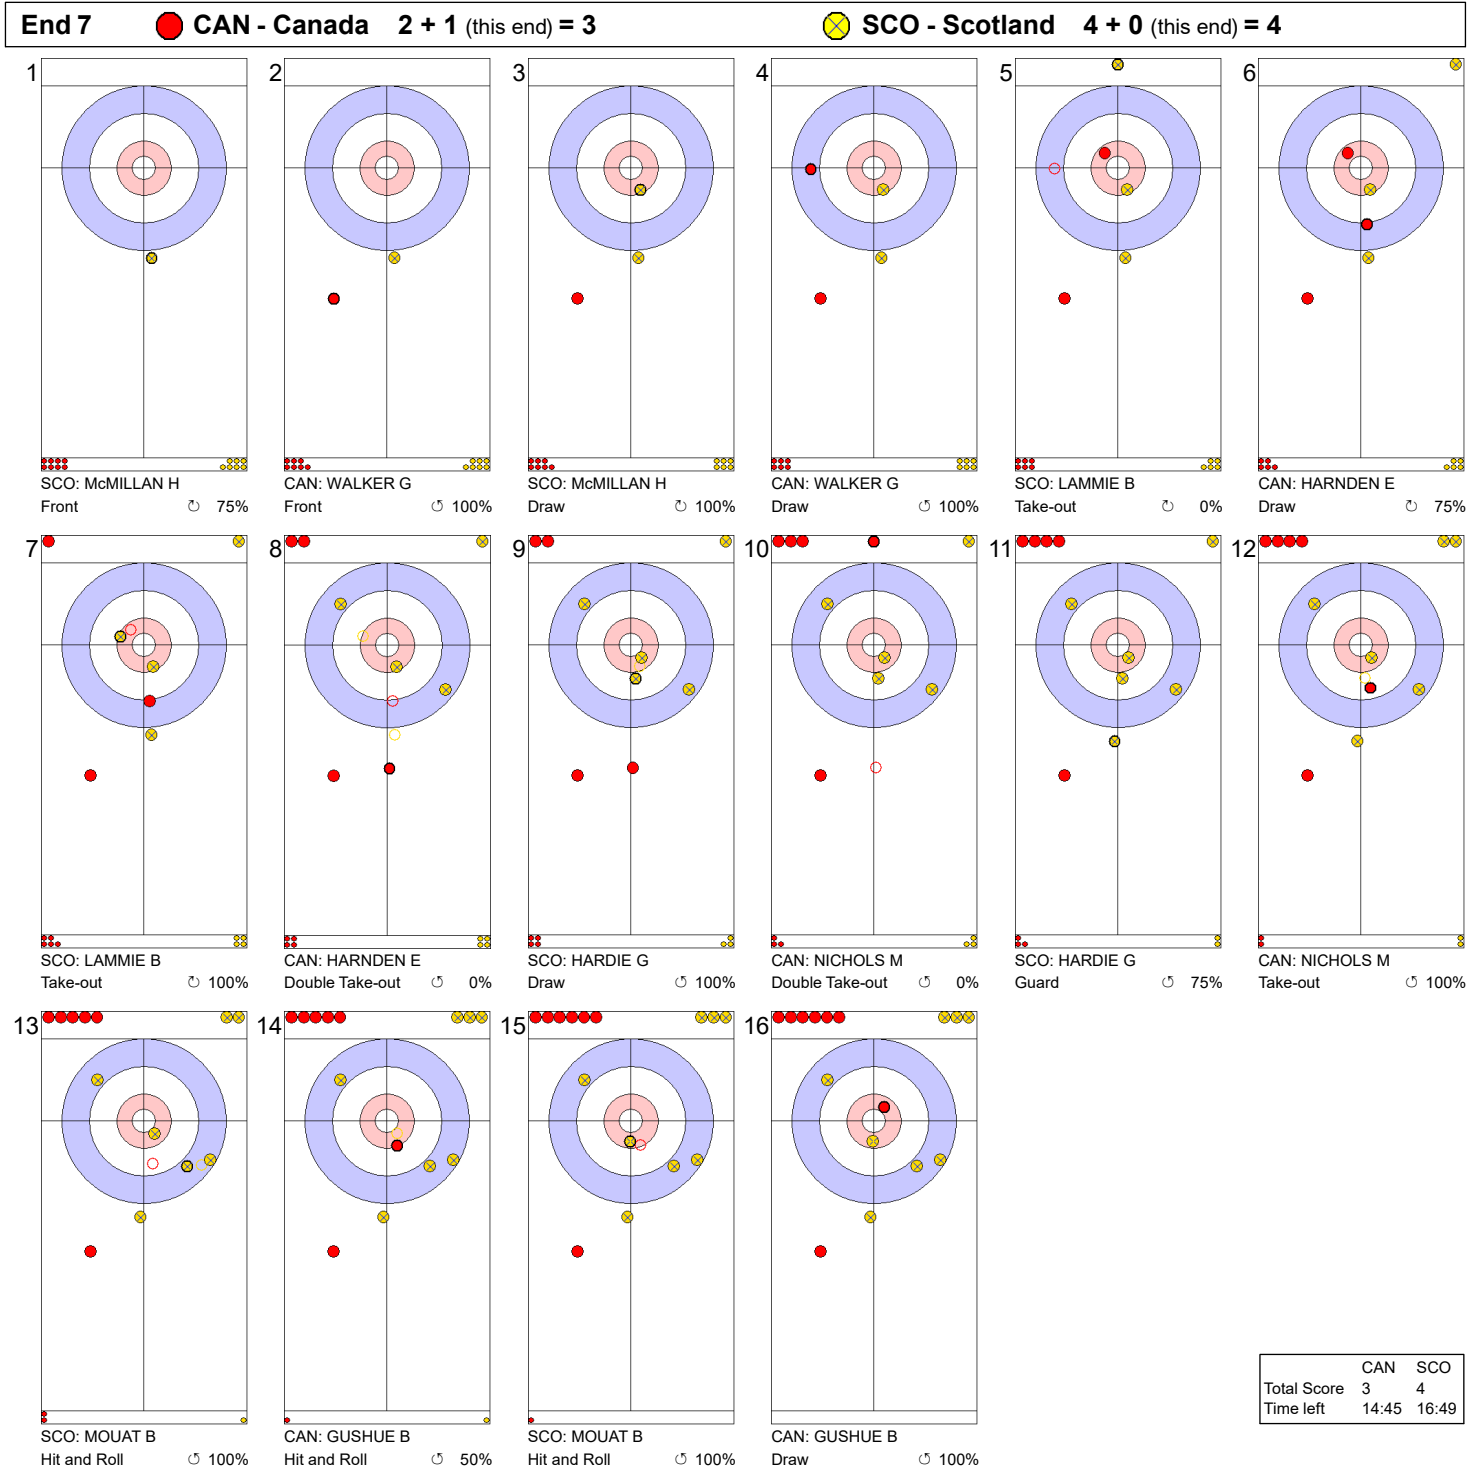 End 7 CAN - Canada 2 + 1 (this end) = 3 SCO - Scotland 4 + 0 (this end) = 4
1 2 3 4 5 6
SCO: McMILLAN H CAN: WALKER G SCO: McMILLAN H CAN: WALKER G SCO: LAMMIE B CAN: HARNDEN E
Front ↻ 75% Front ↺ 100% Draw ↻ 100% Draw ↺ 100% Take-out ↻ 0% Draw ↻ 75%
7 8 9 10 11 12
SCO: LAMMIE B CAN: HARNDEN E SCO: HARDIE G CAN: NICHOLS M SCO: HARDIE G CAN: NICHOLS M
Take-out ↻ 100% Double Take-out ↺ 0% Draw ↺ 100% Double Take-out ↺ 0% Guard ↺ 75% Take-out ↺ 100%
13 14 15 16
SCO: MOUAT B CAN: GUSHUE B SCO: MOUAT B CAN: GUSHUE B
Hit and Roll ↺ 100% Hit and Roll ↺ 50% Hit and Roll ↺ 100% Draw ↺ 100%
CAN SCO
Total Score 3 4
Time left 14:45 16:49